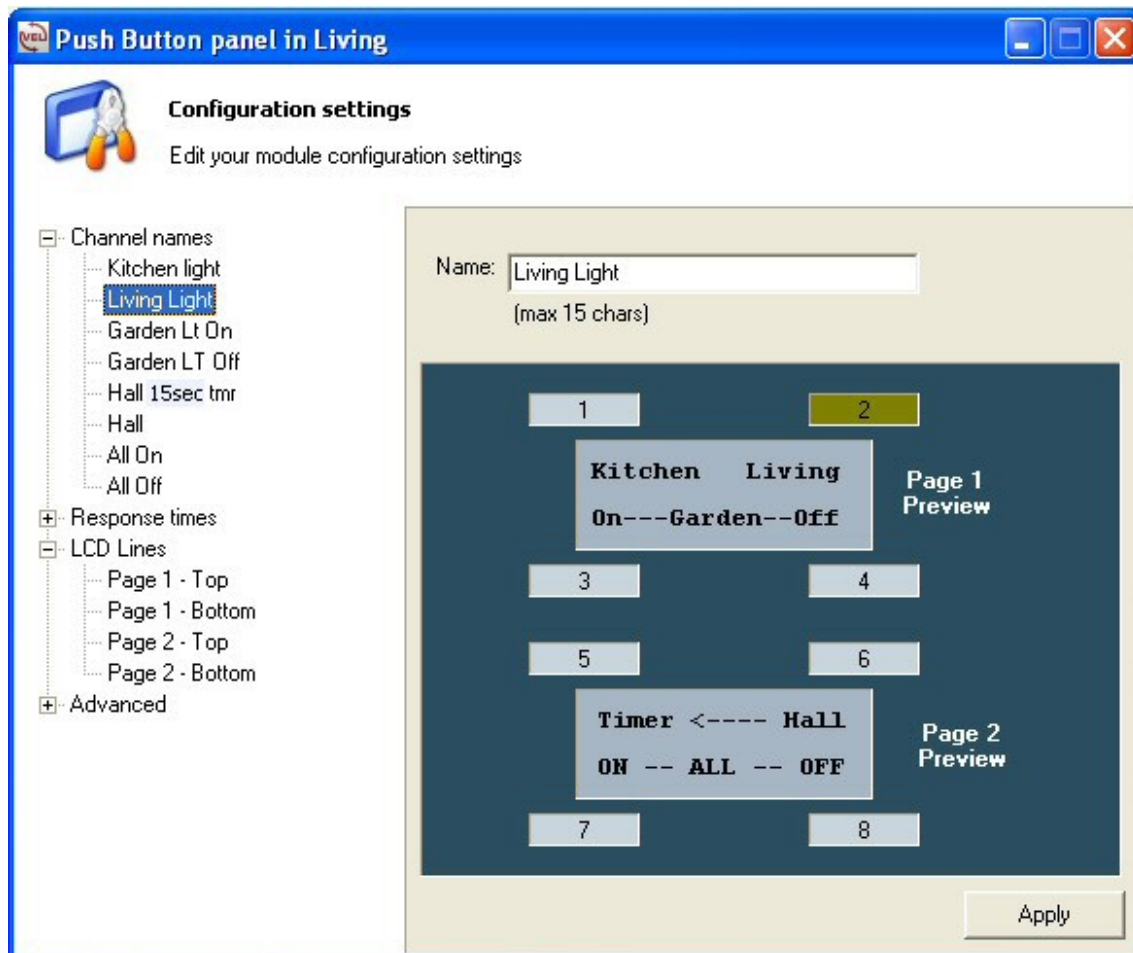 VEL
Push Button panel in Living
Configuration settings
Edit your module configuration settings
Channel names
Kitchen light
Living Light
Garden Lt On
Garden LT Off
Hall 15sec tmr
Hall
All On
All Off
Response times
LCD Lines
Page 1 - Top
Page 1 - Bottom
Page 2 - Top
Page 2 - Bottom
Advanced
Name: Living Light
(max 15 chars)
1 2
Kitchen Living
On---Garden--Off
Page 1
Preview
3 4
5 6
Timer <---- Hall
ON -- ALL -- OFF
Page 2
Preview
7 8
Apply